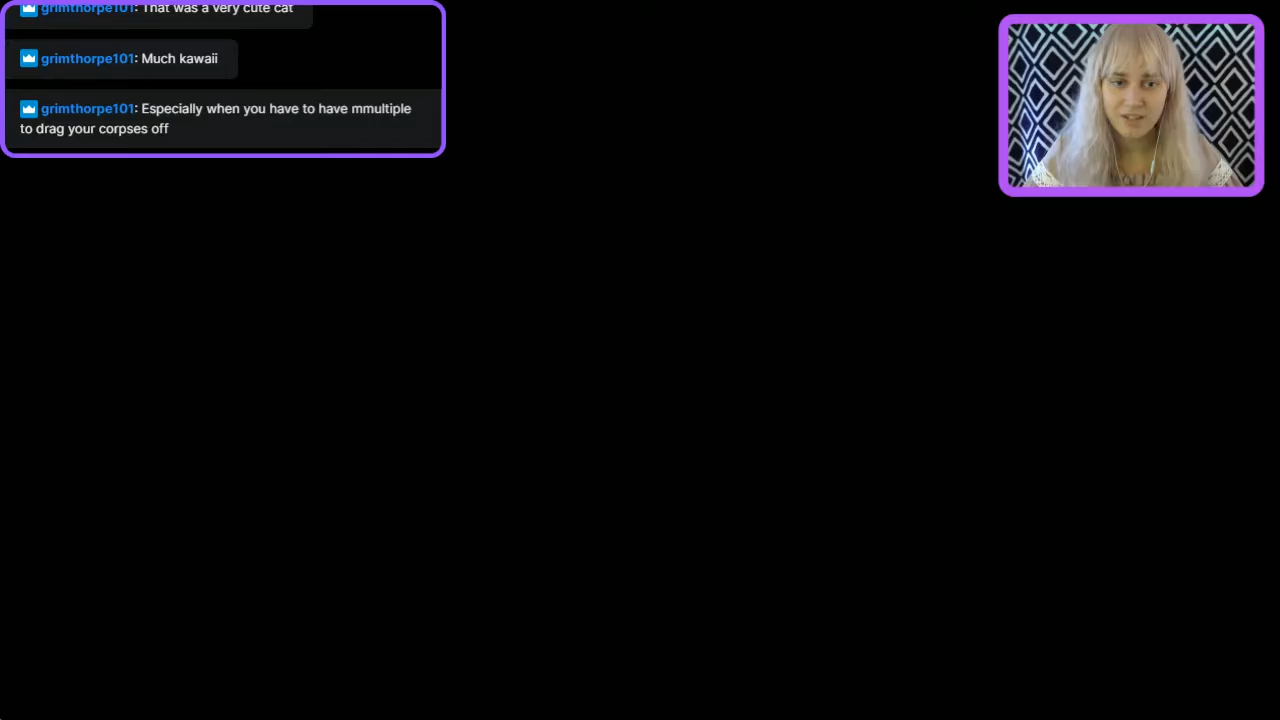 grimthorpe101: That was a very cute cat
grimthorpe101: Much kawaii
grimthorpe101: Especially when you have to have mmultiple
to drag your corpses off